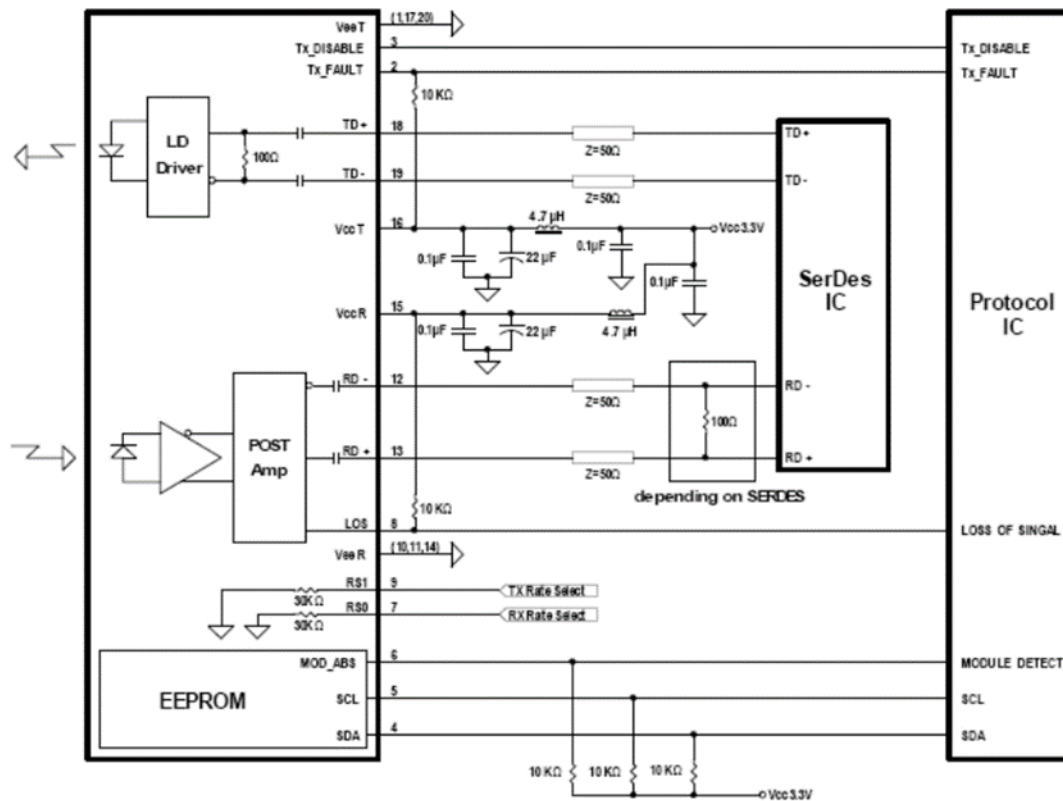 VeeT (1,17,20)
Tx_DISABLE 3 Tx_DISABLE
Tx_FAULT 2 Tx_FAULT
10 KΩ
LD
Driver
100Ω
TD+ 18 TD+
Z=50Ω
TD- 19 TD-
Z=50Ω
VccT 16 4.7 µH Vcc3.3V
0.1µF 22 µF 0.1µF
0.1µF
SerDes
IC
Protocol
IC
VccR 15
0.1µF 22 µF 4.7 µH
RD - 12 RD -
Z=50Ω
100Ω
POST
Amp
RD + 13 RD +
Z=50Ω
depending on SERDES
10 KΩ
LOS 8 LOSS OF SINGAL
VeeR (10,11,14)
RS1 9 TX Rate Select
30KΩ
RS0 7 RX Rate Select
30KΩ
MOD_ABS 6 MODULE DETECT
EEPROM
SCL 5 SCL
SDA 4 SDA
10 KΩ 10 KΩ 10 KΩ
Vcc3.3V